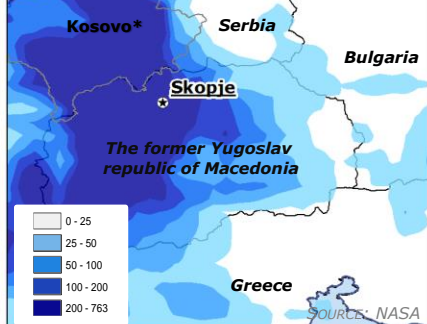 Kosovo*
Serbia
Bulgaria
Skopje
The former Yugoslav
republic of Macedonia
0 - 25
25 - 50
50 - 100
100 - 200
200 - 763
Greece
SOURCE: NASA